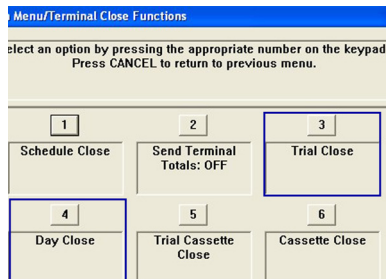 Menu/Terminal Close Functions
elect an option by pressing the appropriate number on the keypad
Press CANCEL to return to previous menu.
1
2
3
Schedule Close
Send Terminal
Totals: OFF
Trial Close
4
5
6
Day Close
Trial Cassette
Close
Cassette Close